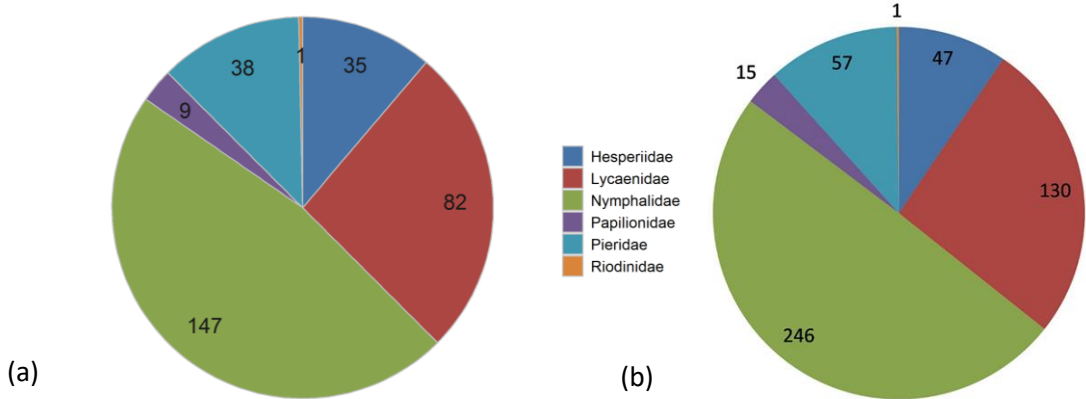 1
35
38
9
82
147
(a)
Hesperiidae
Lycaenidae
Nymphalidae
Papilionidae
Pieridae
Riodinidae
1
47
57
15
130
246
(b)